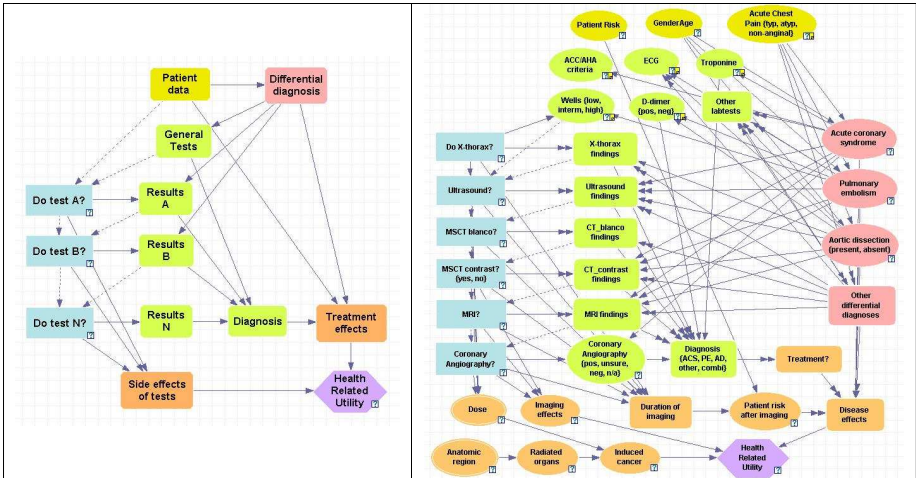 Patient
data
Differential
diagnosis
General
Tests
Do test A?
Results
A
Do test B?
Results
B
Do test N?
Results
N
Diagnosis
Treatment
effects
Side effects
of tests
Health
Related
Utility
Patient Risk
GenderAge
Acute Chest
Pain (typ, atyp,
non-anginal)
ACC/AHA
criteria
ECG
Troponine
Wells (low,
interm, high)
D-dimer
(pos, neg)
Other
labtests
Do X-thorax?
X-thorax
findings
Acute coronary
syndrome
Ultrasound?
Ultrasound
findings
Pulmonary
embolism
MSCT blanco?
CT_blanco
findings
Aortic dissection
(present, absent)
MSCT contrast?
(yes, no)
CT_contrast
findings
MRI?
MRI findings
Other
differential
diagnoses
Coronary
Angiography?
Coronary
Angiography
(pos, unsure,
neg, n/a)
Diagnosis
(ACS, PE, AD,
other, combi)
Treatment?
Dose
Imaging
effects
Duration of
imaging
Patient risk
after imaging
Disease
effects
Anatomic
region
Radiated
organs
Induced
cancer
Health
Related
Utility